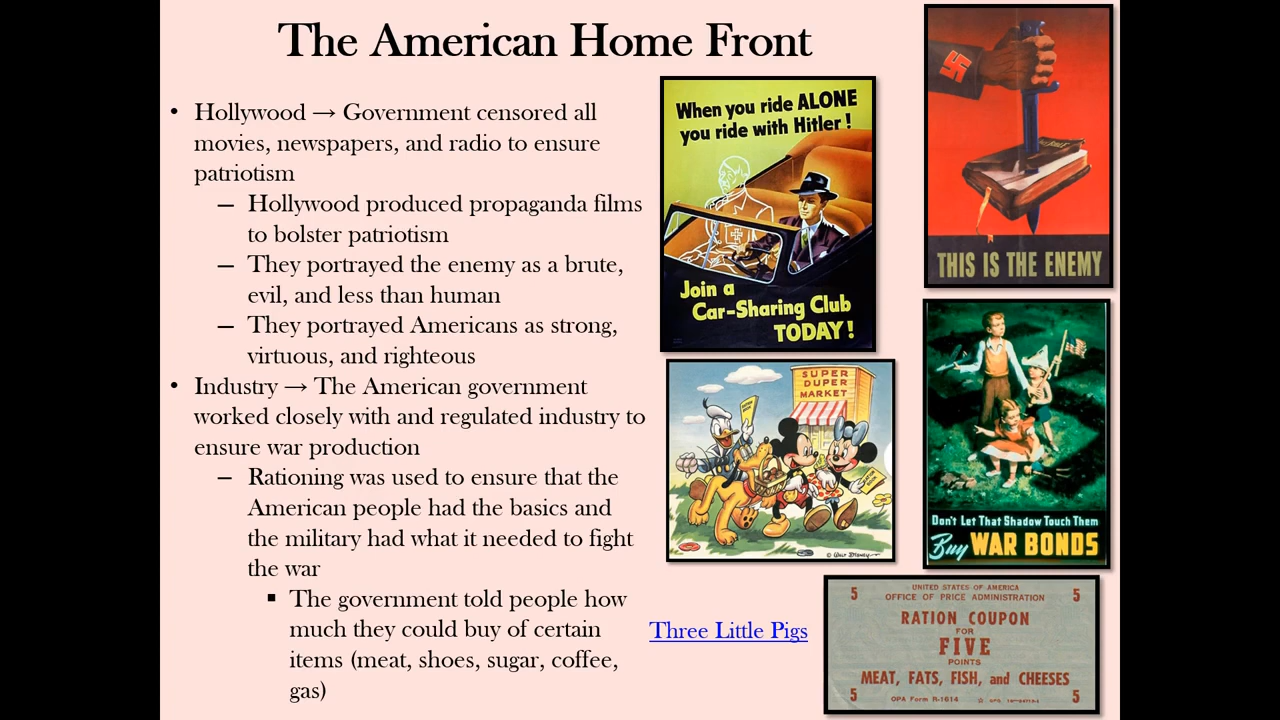 The American Home Front
• Hollywood → Government censored all
movies, newspapers, and radio to ensure
patriotism
– Hollywood produced propaganda films
to bolster patriotism
– They portrayed the enemy as a brute,
evil, and less than human
– They portrayed Americans as strong,
virtuous, and righteous
• Industry → The American government
worked closely with and regulated industry to
ensure war production
– Rationing was used to ensure that the
American people had the basics and
the military had what it needed to fight
the war
▪ The government told people how
much they could buy of certain
items (meat, shoes, sugar, coffee,
gas)
When you ride ALONE
you ride with Hitler !
Join a
Car-Sharing Club
TODAY !
THIS IS THE ENEMY
SUPER
DUPER
MARKET
© WALT DISNEY
Don't Let That Shadow Touch Them
Buy WAR BONDS
Three Little Pigs
5 UNITED STATES OF AMERICA 5
OFFICE OF PRICE ADMINISTRATION
RATION COUPON
FOR
FIVE
POINTS
MEAT, FATS, FISH, and CHEESES
5 OPA Form R-1614 5